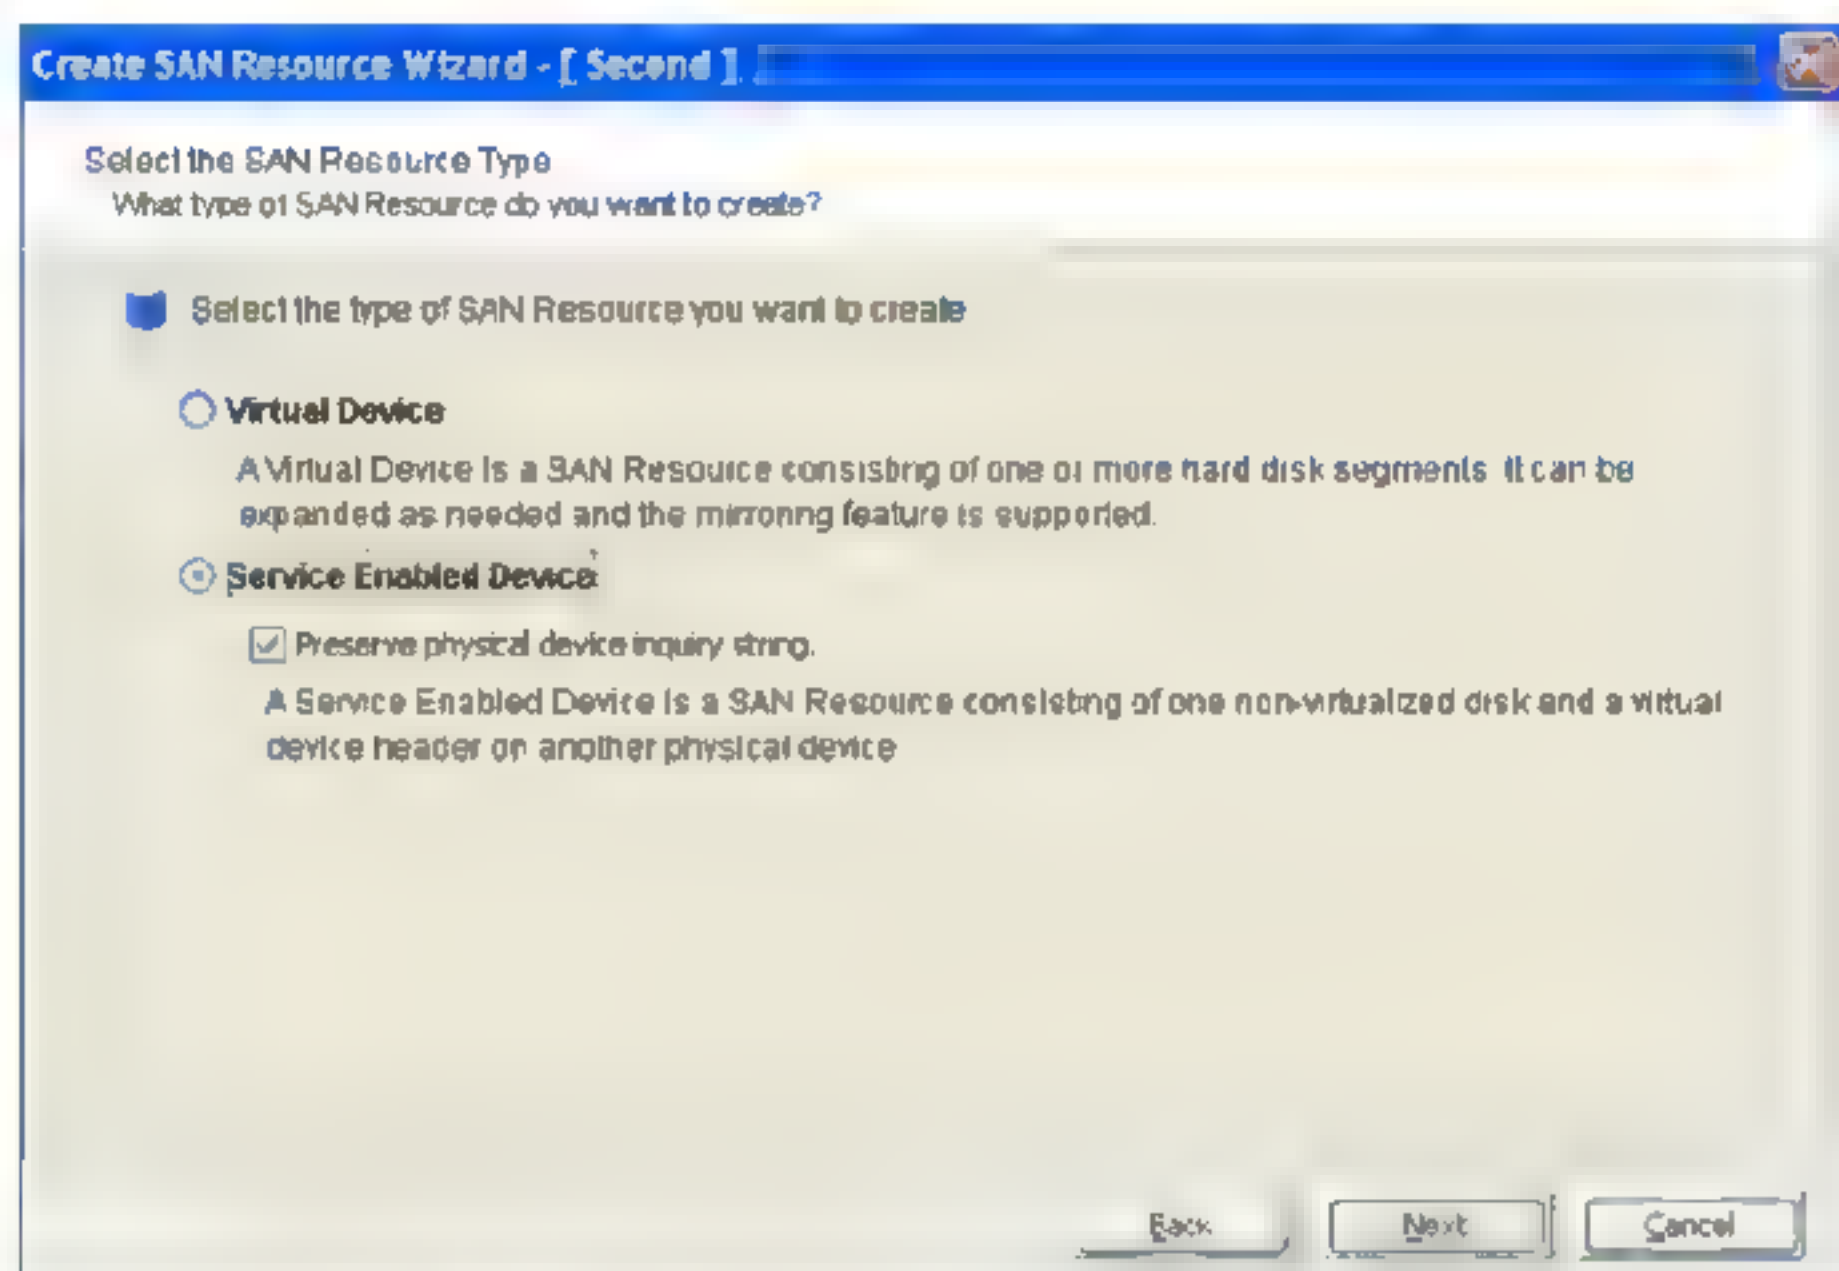 Create SAN Resource Wizard - [ Second ]
Select the SAN Resource Type
What type of SAN Resource do you want to create?
Select the type of SAN Resource you want to create
Virtual Device
A Virtual Device is a SAN Resource consisting of one or more hard disk segments. It can be
expanded as needed and the mirroring feature is supported.
Service Enabled Device
Preserve physical device inquiry string.
A Service Enabled Device is a SAN Resource consisting of one non-virtualized disk and a virtual
device header on another physical device
Back
Next
Cancel